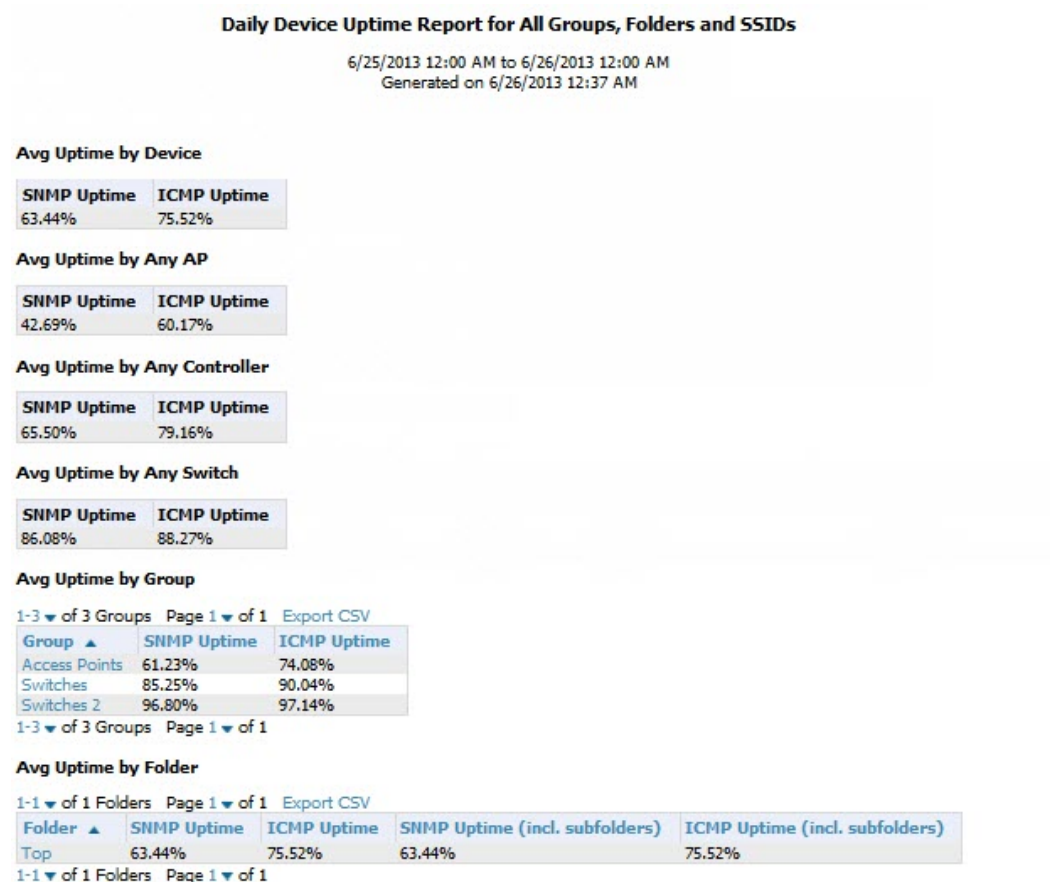 Daily Device Uptime Report for All Groups, Folders and SSIDs
6/25/2013 12:00 AM to 6/26/2013 12:00 AM
Generated on 6/26/2013 12:37 AM
Avg Uptime by Device
SNMP Uptime ICMP Uptime
63.44% 75.52%
Avg Uptime by Any AP
SNMP Uptime ICMP Uptime
42.69% 60.17%
Avg Uptime by Any Controller
SNMP Uptime ICMP Uptime
65.50% 79.16%
Avg Uptime by Any Switch
SNMP Uptime ICMP Uptime
86.08% 88.27%
Avg Uptime by Group
1-3 ▼ of 3 Groups Page 1 ▼ of 1 Export CSV
Group ▲ SNMP Uptime ICMP Uptime
Access Points 61.23% 74.08%
Switches 85.25% 90.04%
Switches 2 96.80% 97.14%
1-3 ▼ of 3 Groups Page 1 ▼ of 1
Avg Uptime by Folder
1-1 ▼ of 1 Folders Page 1 ▼ of 1 Export CSV
Folder ▲ SNMP Uptime ICMP Uptime SNMP Uptime (incl. subfolders) ICMP Uptime (incl. subfolders)
Top 63.44% 75.52% 63.44% 75.52%
1-1 ▼ of 1 Folders Page 1 ▼ of 1